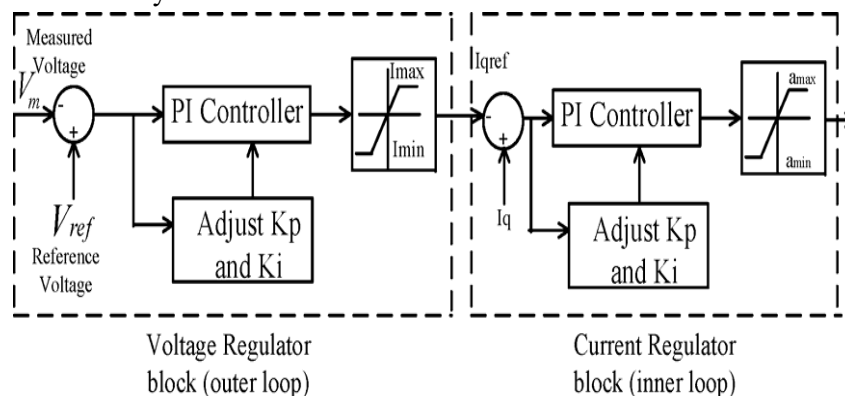 Measured
Voltage
Vm
-
+
Vref
Reference
Voltage
PI Controller
Adjust Kp
and Ki
Imax
Imin
Voltage Regulator
block (outer loop)
Iqref
-
+
Iq
PI Controller
Adjust Kp
and Ki
amax
amin
Current Regulator
block (inner loop)